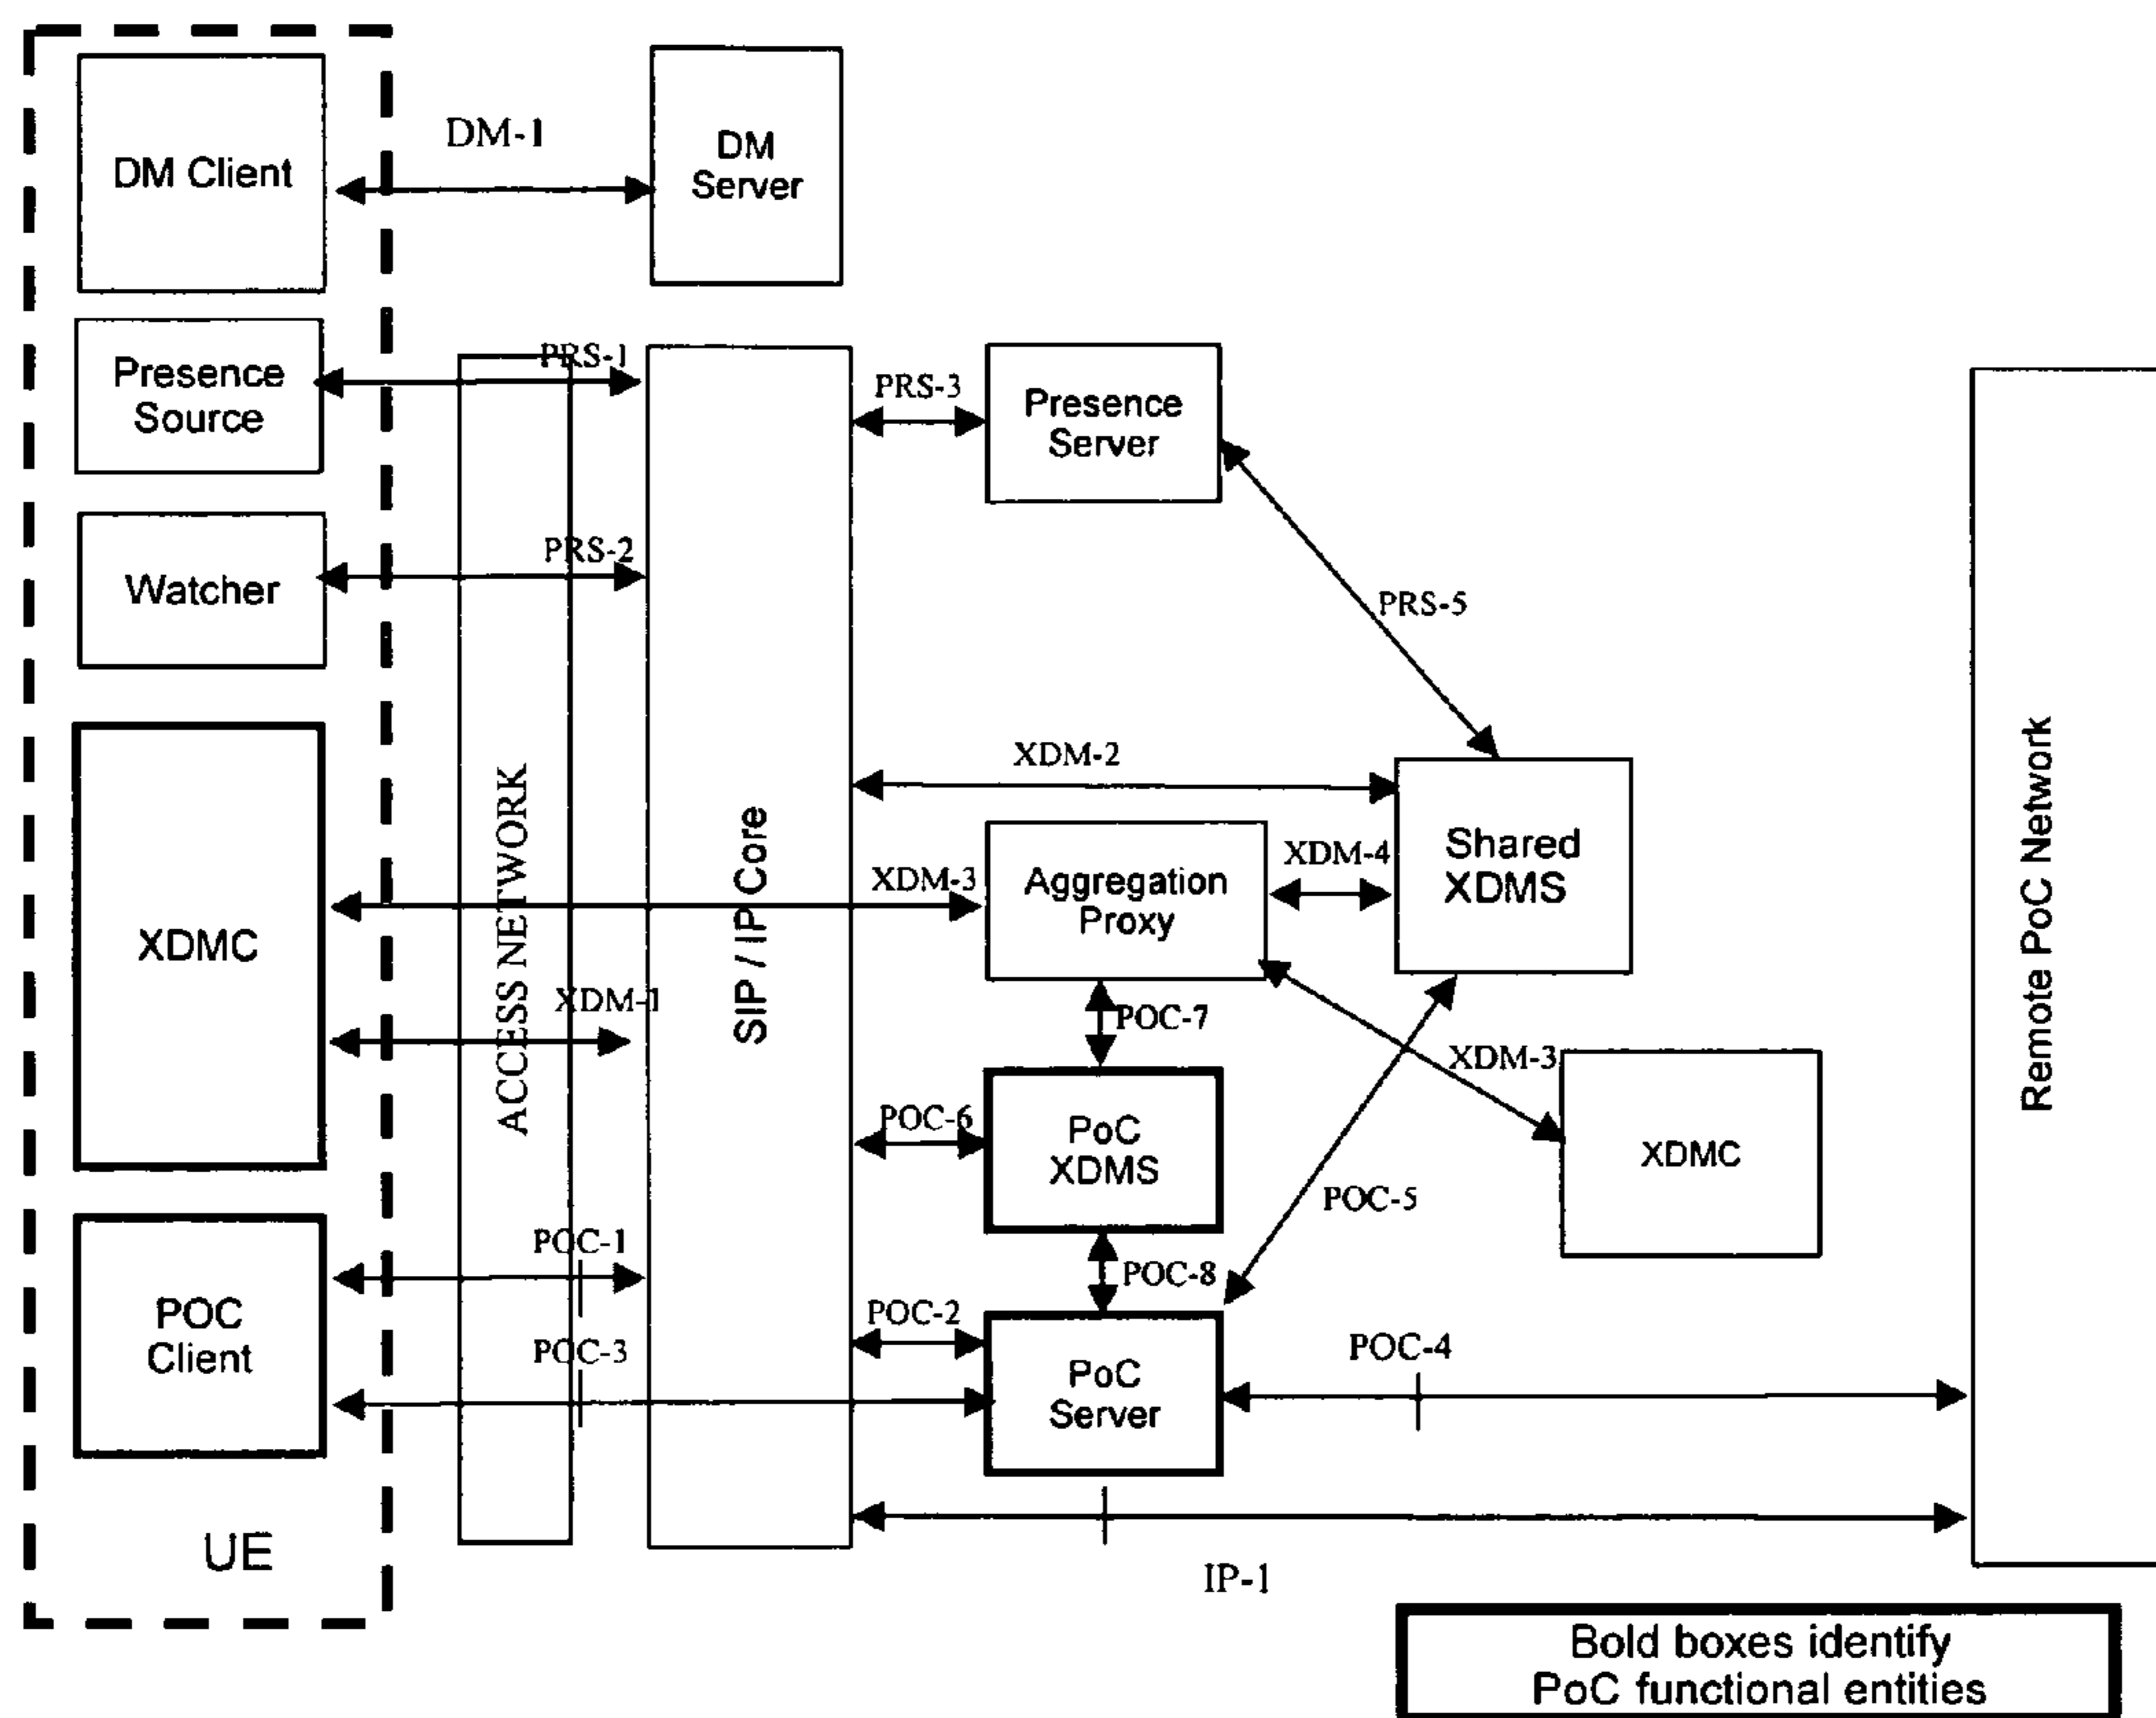 DM Client
DM-1
DM
Server
Presence
Source
PRS-1
PRS-3
Presence
Server
Watcher
PRS-2
PRS-5
XDMC
ACCESS NETWORK
SIP / IP Core
XDM-2
XDM-3
Aggregation
Proxy
XDM-4
Shared
XDMS
Remote PoC Network
XDM-1
POC-7
XDM-3
XDMC
POC-6
PoC
XDMS
POC-5
POC
Client
POC-1
POC-8
POC-3
POC-2
PoC
Server
POC-4
UE
IP-1
Bold boxes identify
PoC functional entities